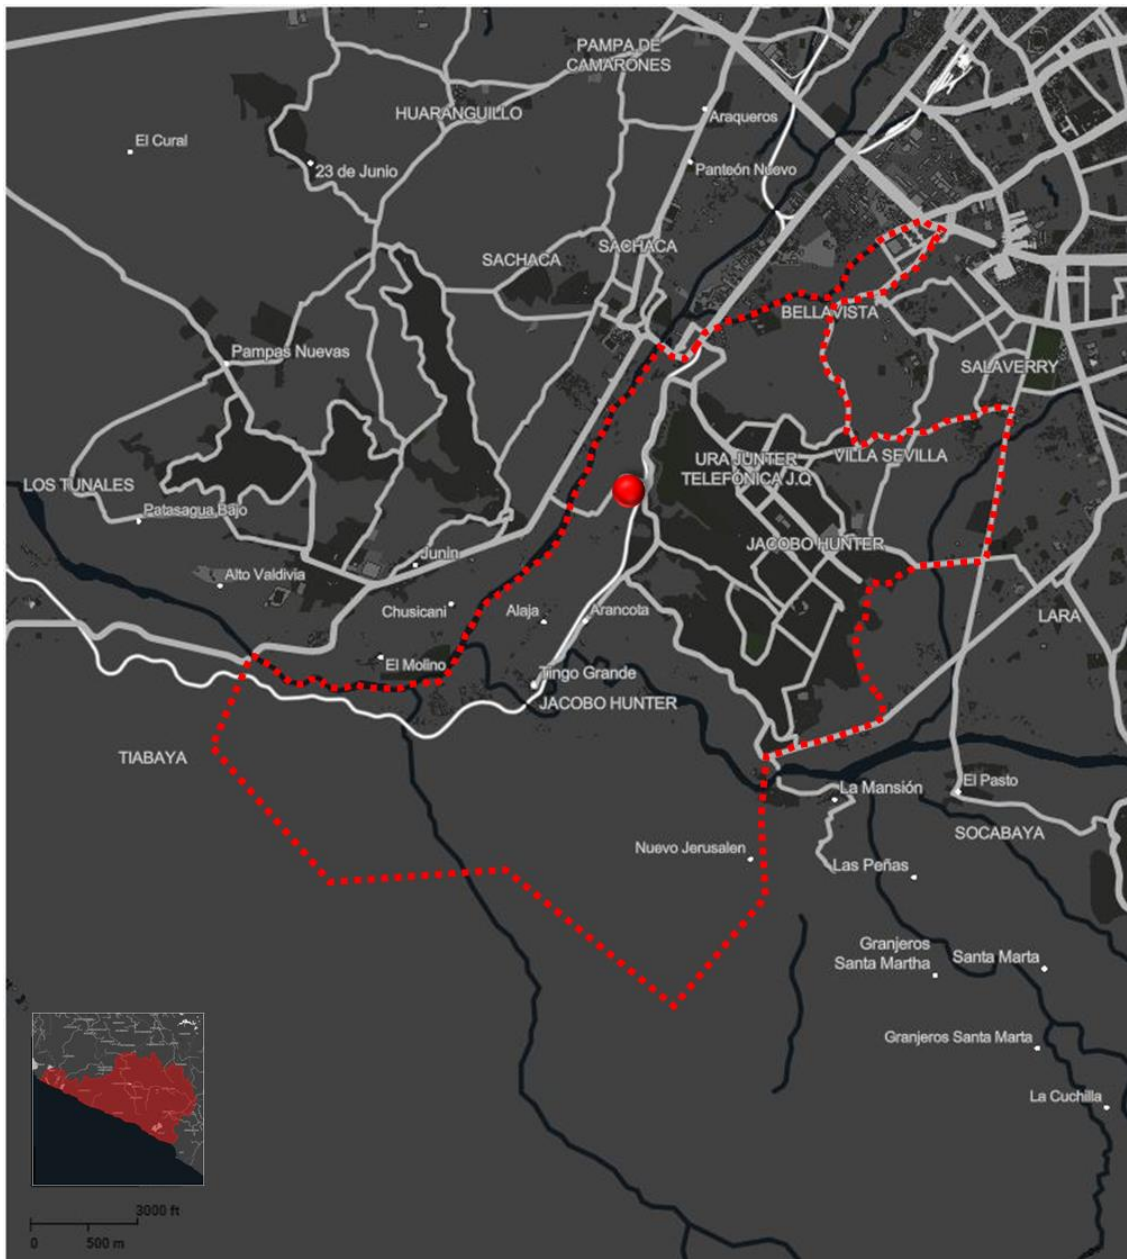 PAMPA DE
CAMARONES
HUARANGUILLO
Araqueros
El Cural
23 de Junio
Panteón Nuevo
SACHACA
SACHACA
BELLAVISTA
Pampas Nuevas
SALAVERRY
VILLA SEVILLA
URA JUNTER
TELEFÓNICA J.Q
LOS TUNALES
Patasagua Bajo
JACOBO HUNTER
Junin
Alto Valdivia
Chusicani
Alaja
Arancota
LARA
El Molino
Tingo Grande
JACOBO HUNTER
TIABAYA
La Mansión
El Pasto
SOCABAYA
Nuevo Jerusalen
Las Peñas
Granjeros
Santa Martha
Santa Marta
Granjeros Santa Marta
La Cuchilla
3000 ft
0
500 m